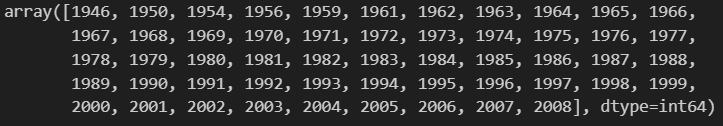 array([1946, 1950, 1954, 1956, 1959, 1961, 1962, 1963, 1964, 1965, 1966,
1967, 1968, 1969, 1970, 1971, 1972, 1973, 1974, 1975, 1976, 1977,
1978, 1979, 1980, 1981, 1982, 1983, 1984, 1985, 1986, 1987, 1988,
1989, 1990, 1991, 1992, 1993, 1994, 1995, 1996, 1997, 1998, 1999,
2000, 2001, 2002, 2003, 2004, 2005, 2006, 2007, 2008], dtype=int64)